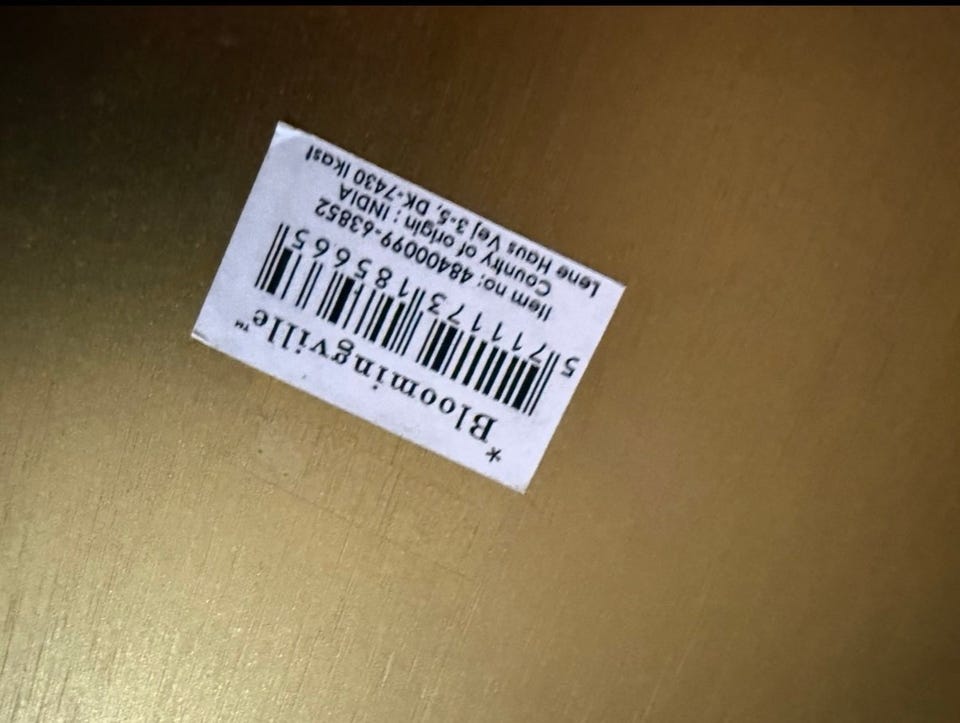 *Bloomingville™
5 711173 185665
Item no: 48400099-63852
Country of origin : INDIA
Lene Haus Vej 3-5, DK-7430 Ikast